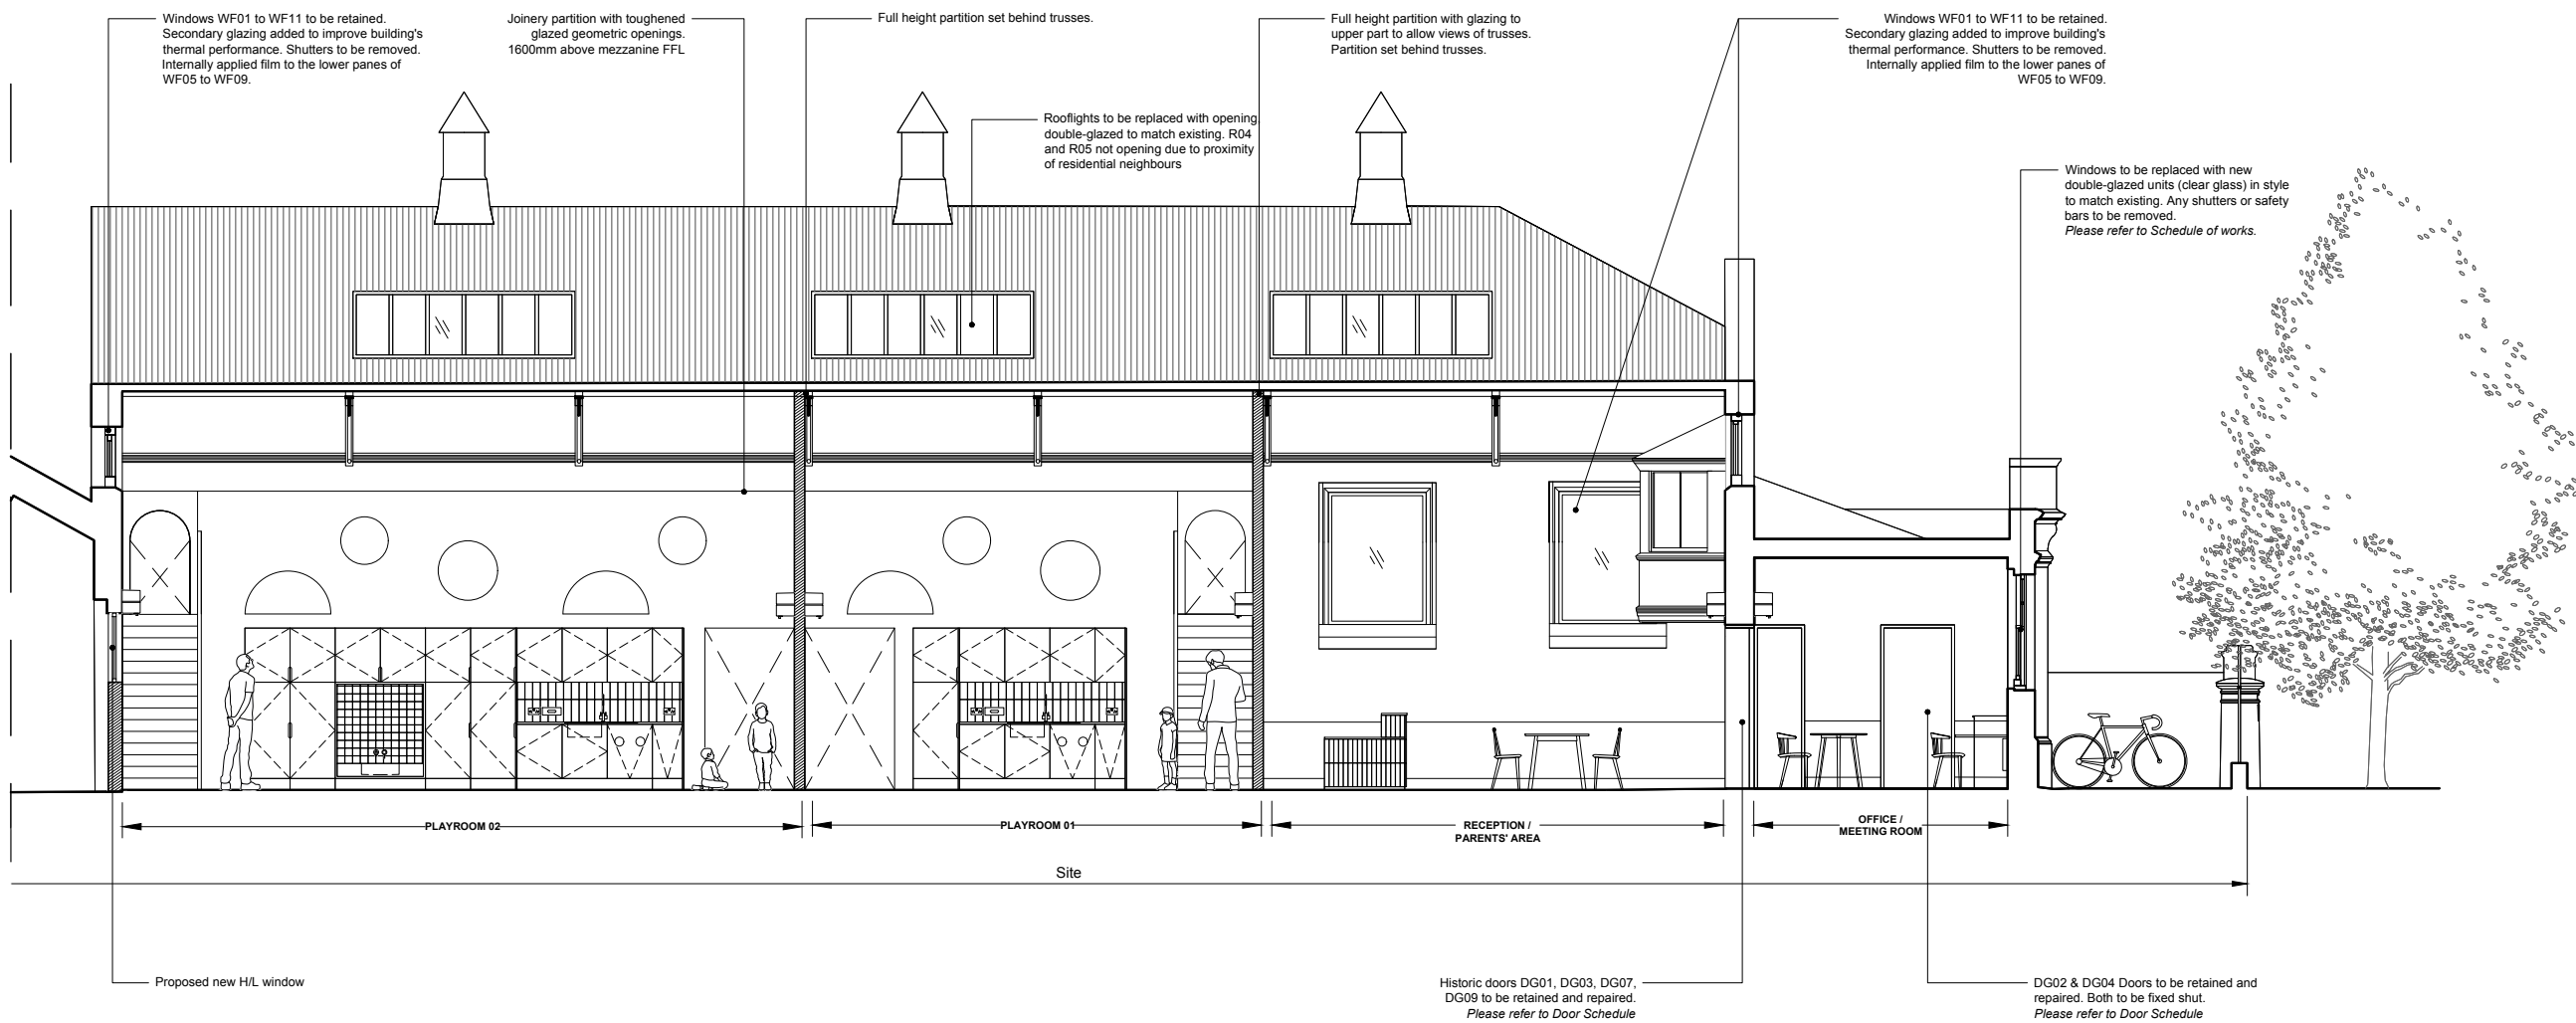 Windows WF01 to WF11 to be retained.
Secondary glazing added to improve building's
thermal performance. Shutters to be removed.
Internally applied film to the lower panes of
WF05 to WF09.
Joinery partition with toughened
glazed geometric openings.
1600mm above mezzanine FFL
Full height partition set behind trusses.
Full height partition with glazing to
upper part to allow views of trusses.
Partition set behind trusses.
Windows WF01 to WF11 to be retained.
Secondary glazing added to improve building's
thermal performance. Shutters to be removed.
Internally applied film to the lower panes of
WF05 to WF09.
Rooflights to be replaced with opening
double-glazed to match existing. R04
and R05 not opening due to proximity
of residential neighbours
Windows to be replaced with new
double-glazed units (clear glass) in style
to match existing. Any shutters or safety
bars to be removed.
Please refer to Schedule of works.
PLAYROOM 02
PLAYROOM 01
RECEPTION /
PARENTS' AREA
OFFICE /
MEETING ROOM
Site
Proposed new H/L window
Historic doors DG01, DG03, DG07,
DG09 to be retained and repaired.
Please refer to Door Schedule
DG02 & DG04 Doors to be retained and
repaired. Both to be fixed shut.
Please refer to Door Schedule